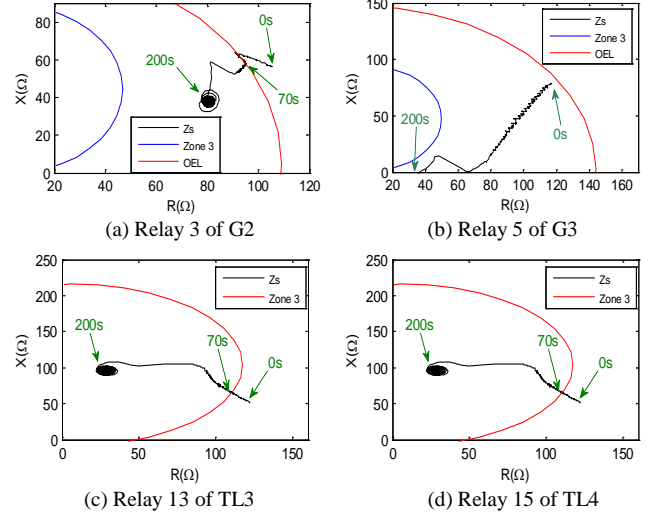 X(Ω)
90
80
60
40
20
0
20 40 60 80 100 120
R(Ω)
0s
200s
70s
Zs
Zone 3
OEL
(a) Relay 3 of G2
X(Ω)
150
100
50
0
20 40 60 80 100 120 140 160
R(Ω)
Zs
Zone 3
OEL
200s
0s
(b) Relay 5 of G3
X(Ω)
250
200
150
100
50
0
0 50 100 150
R(Ω)
Zs
Zone 3
200s
70s
0s
(c) Relay 13 of TL3
X(Ω)
250
200
150
100
50
0
0 50 100 150
R(Ω)
Zs
Zone 3
200s
70s
0s
(d) Relay 15 of TL4